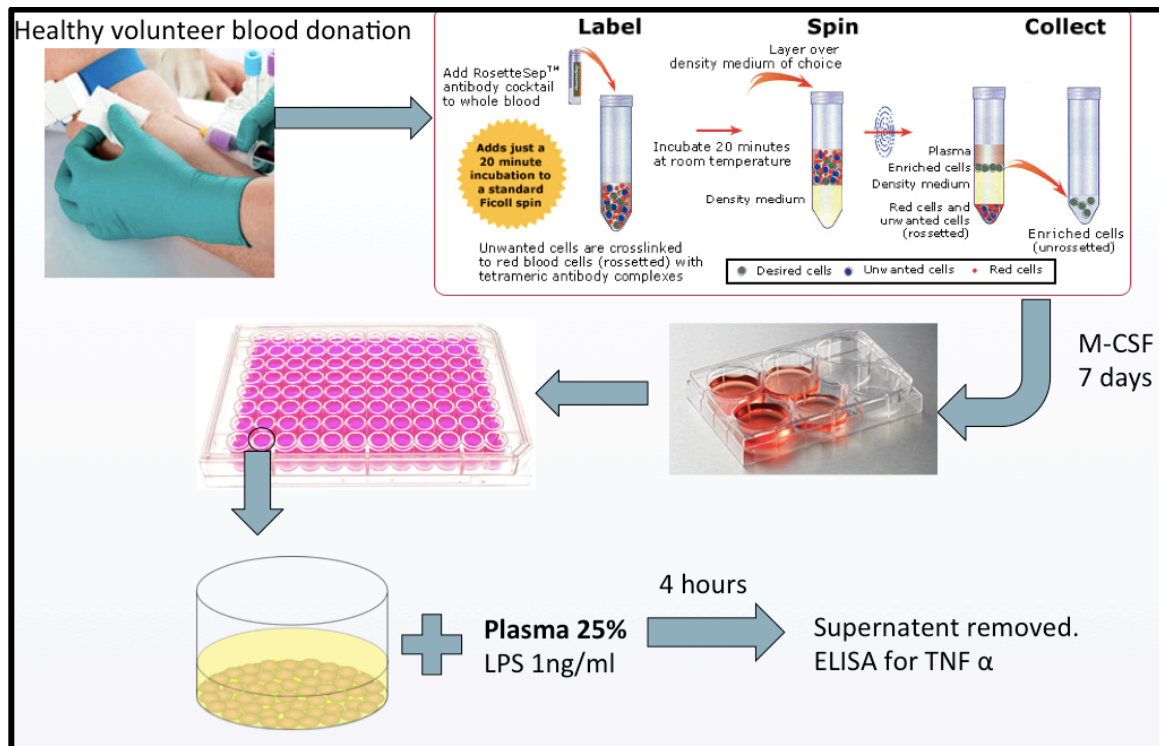 Healthy volunteer blood donation
Label
Spin
Collect
Add RosetteSep™
antibody cocktail
to whole blood
Adds just a
20 minute
incubation to
a standard
Ficoll spin
Unwanted cells are crosslinked
to red blood cells (rossetted) with
tetrameric antibody complexes
Layer over
density medium of choice
Incubate 20 minutes
at room temperature
Density medium
Plasma
Enriched cells
Density medium
Red cells and
unwanted cells
(rossetted)
Enriched cells
(unrossetted)
Desired cells Unwanted cells Red cells
M-CSF
7 days
Plasma 25%
LPS 1ng/ml
4 hours
Supernatent removed.
ELISA for TNF α